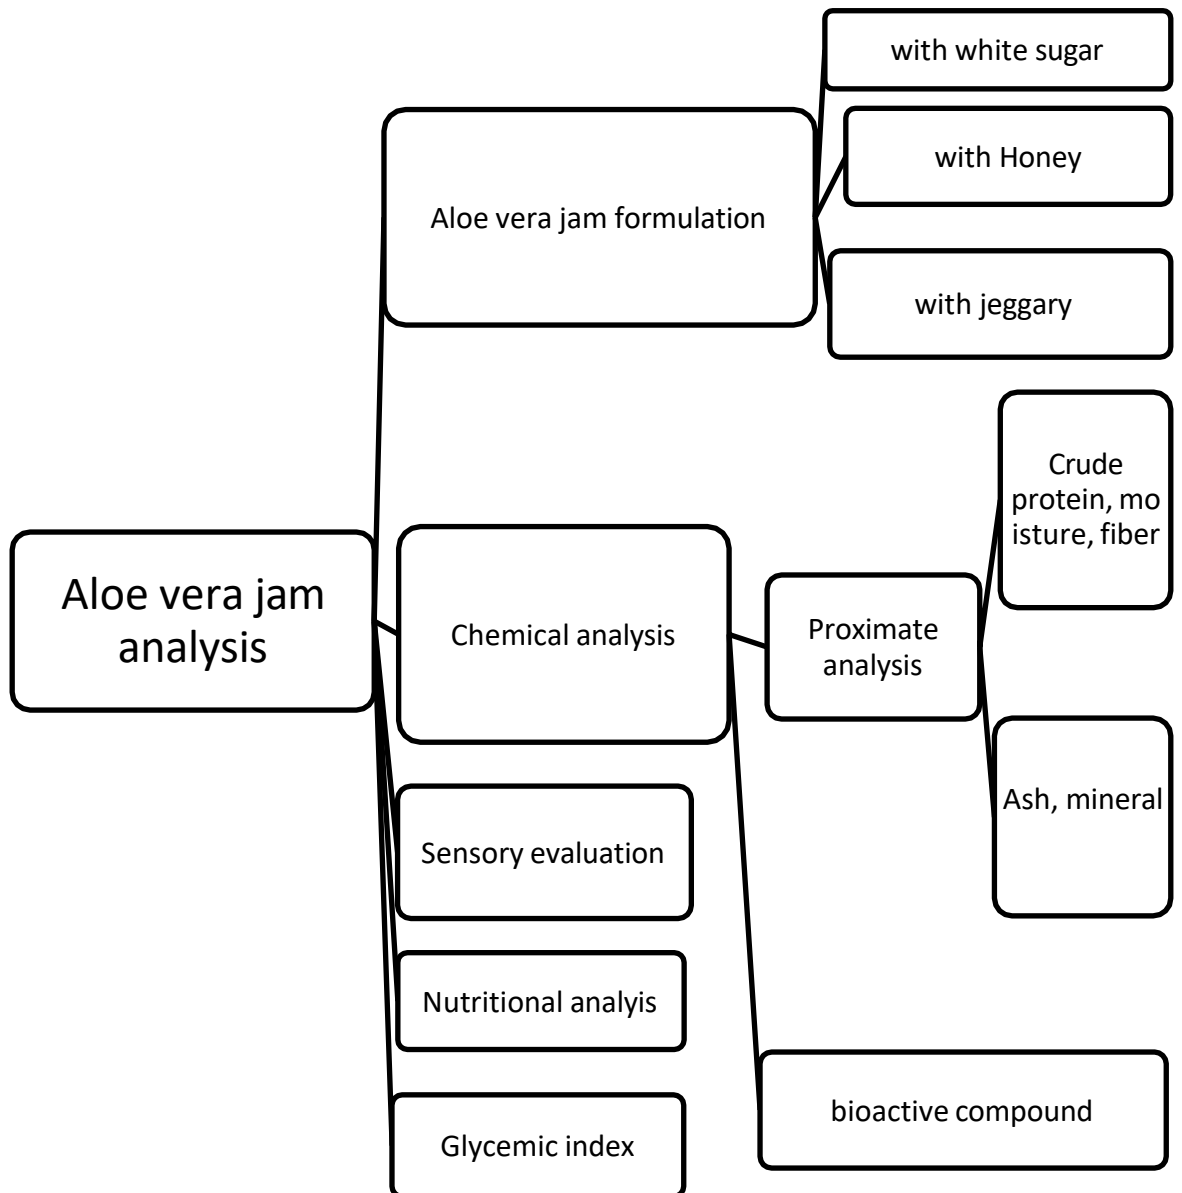 with white sugar
with Honey
Aloe vera jam formulation
with jeggary
Crude
protein, mo
isture, fiber
Aloe vera jam
analysis
Chemical analysis
Proximate
analysis
Ash, mineral
Sensory evaluation
Nutritional analyis
bioactive compound
Glycemic index